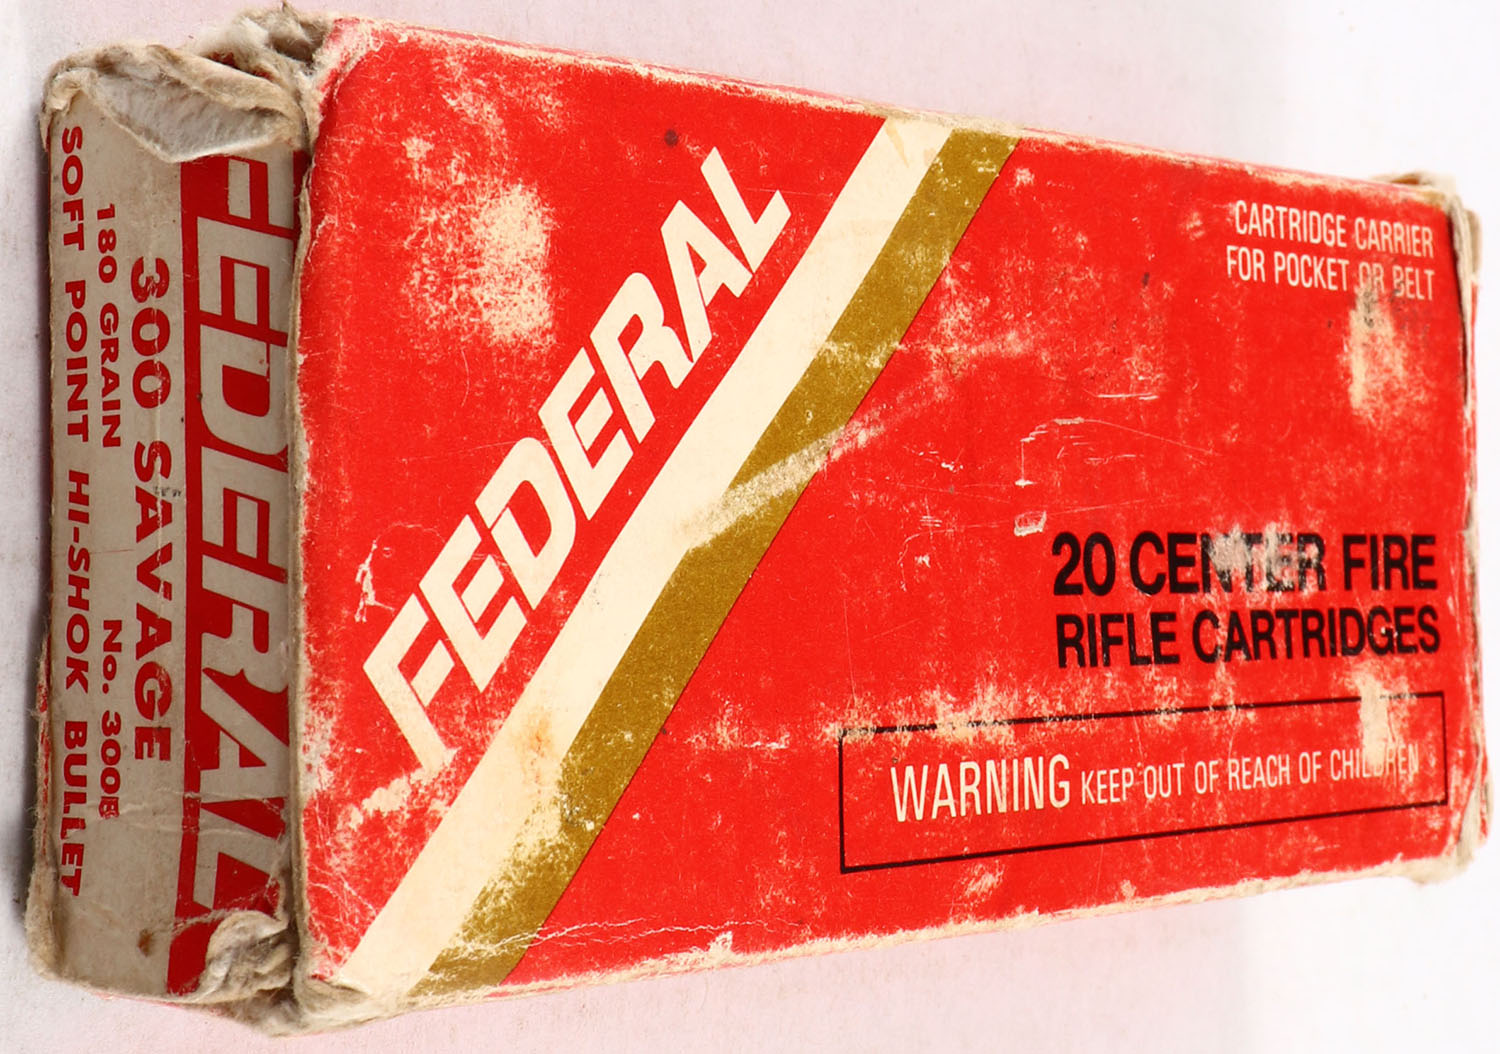 FEDERAL
CARTRIDGE CARRIER
FOR POCKET OR BELT
20 CENTER FIRE
RIFLE CARTRIDGES
WARNING KEEP OUT OF REACH OF CHILDREN
FEDERAL
300 SAVAGE
180 GRAIN No. 300B
SOFT POINT HI-SHOK BULLET